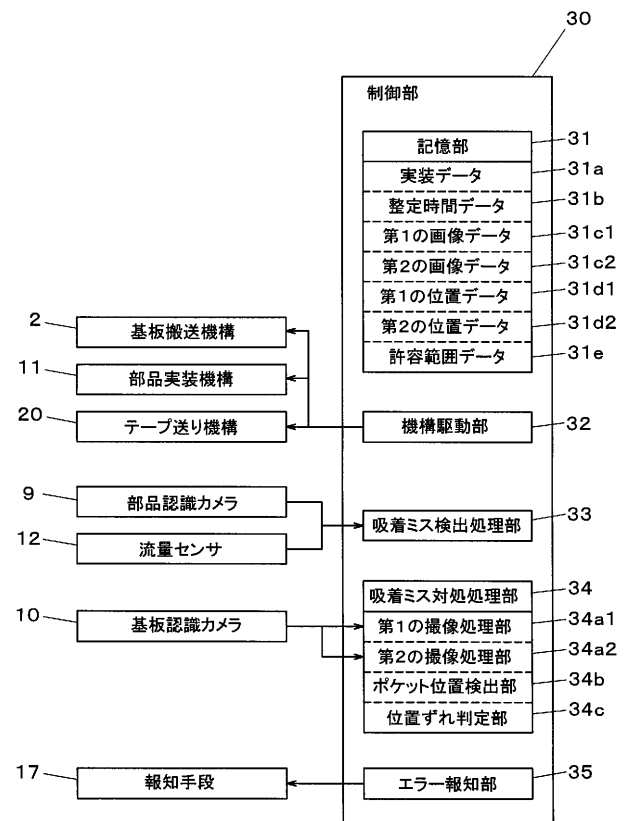 30
制御部
記憶部 31
実装データ 31a
整定時間データ 31b
第1の画像データ 31c1
第2の画像データ 31c2
第1の位置データ 31d1
2 基板搬送機構 第2の位置データ 31d2
許容範囲データ 31e
11 部品実装機構
20 テープ送り機構 機構駆動部 32
9 部品認識カメラ
吸着ミス検出処理部 33
12 流量センサ
吸着ミス対処処理部 34
10 基板認識カメラ 第1の撮像処理部 34a1
第2の撮像処理部 34a2
ポケット位置検出部 34b
位置ずれ判定部 34c
17 報知手段 エラー報知部 35